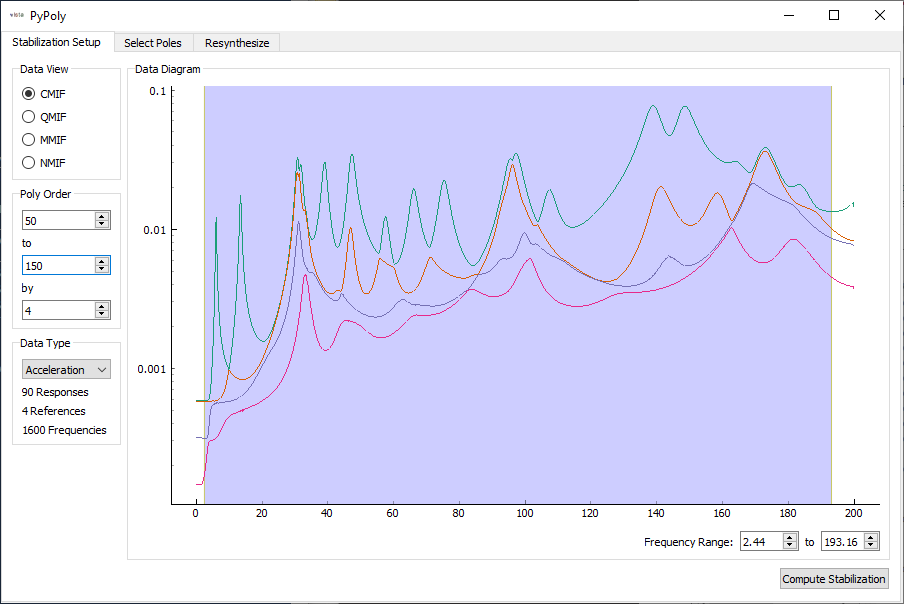 PyPoly
Stabilization Setup
Select Poles
Resynthesize
Data View
CMIF
QMIF
MMIF
NMIF
Poly Order
50
to
150
by
4
Data Type
Acceleration
90 Responses
4 References
1600 Frequencies
Data Diagram
0.1
0.01
0.001
0 20 40 60 80 100 120 140 160 180 200
Frequency Range: 2.44 to 193.16
Compute Stabilization